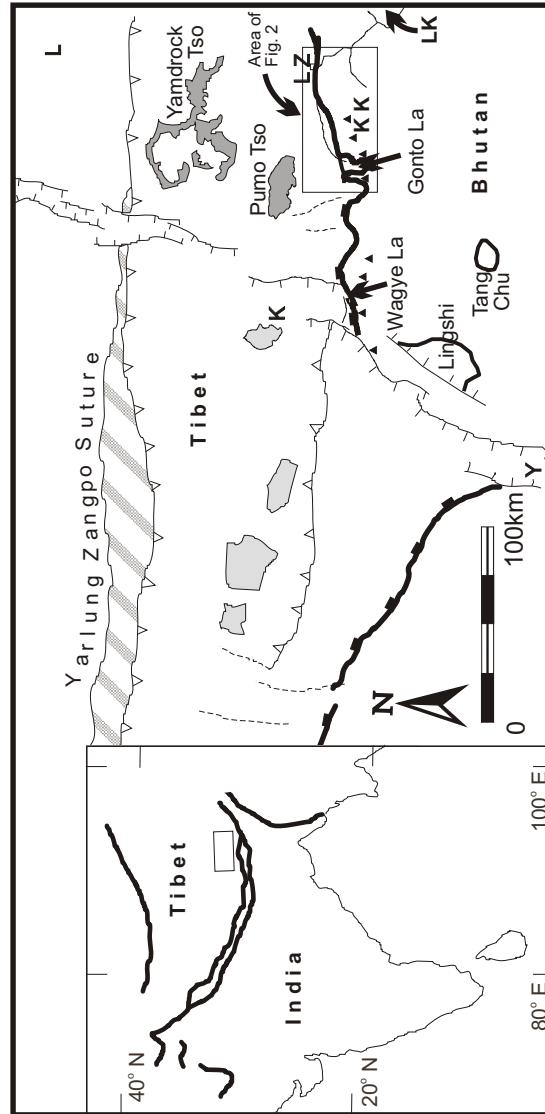 40° N
20° N
80° E
100° E
Tibet
India
Yarlung Zangpo Suture
Tibet
L
Yamdrock
Tso
Pumo Tso
Area of
Fig. 2
LZ
LK
K
K K
Gonto La
Wagye La
Bhutan
Lingshi
Tang
Chu
Y
N
0
100km